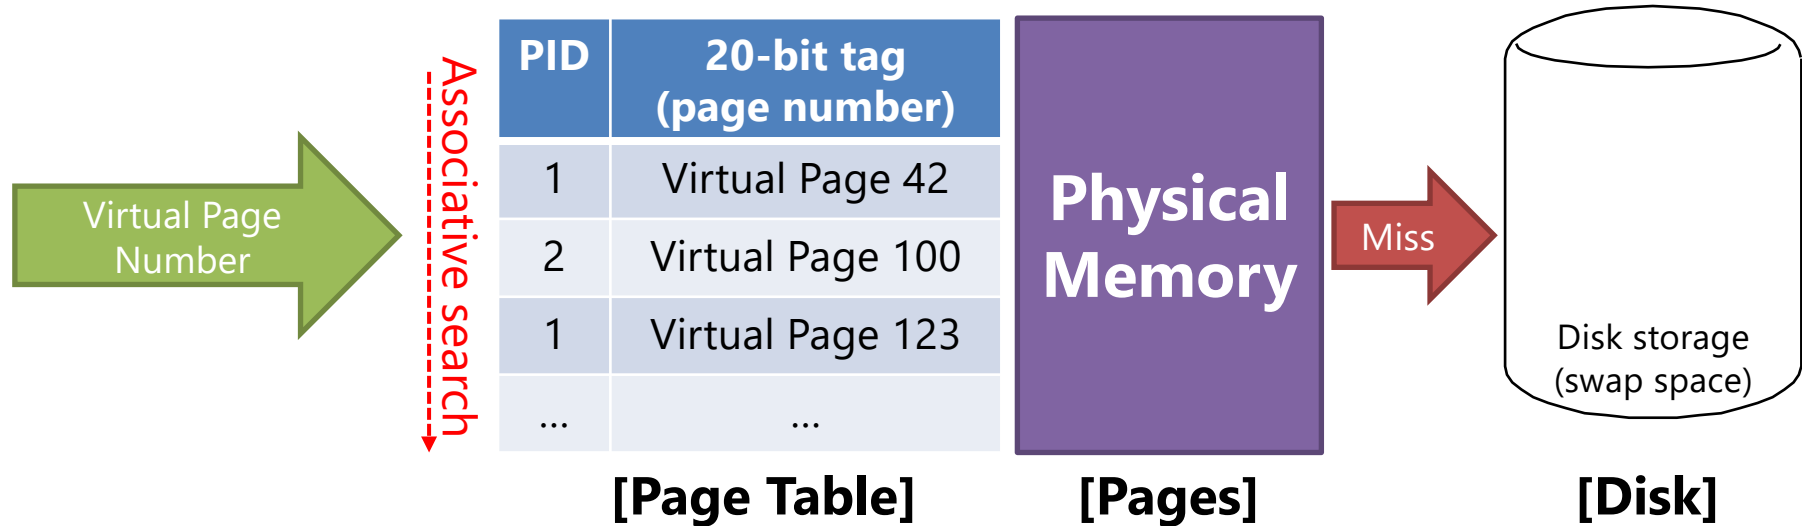 Virtual Page
Number
Associative search
PID
20-bit tag
(page number)
1
Virtual Page 42
2
Virtual Page 100
1
Virtual Page 123
...
...
[Page Table]
Physical
Memory
[Pages]
Miss
Disk storage
(swap space)
[Disk]